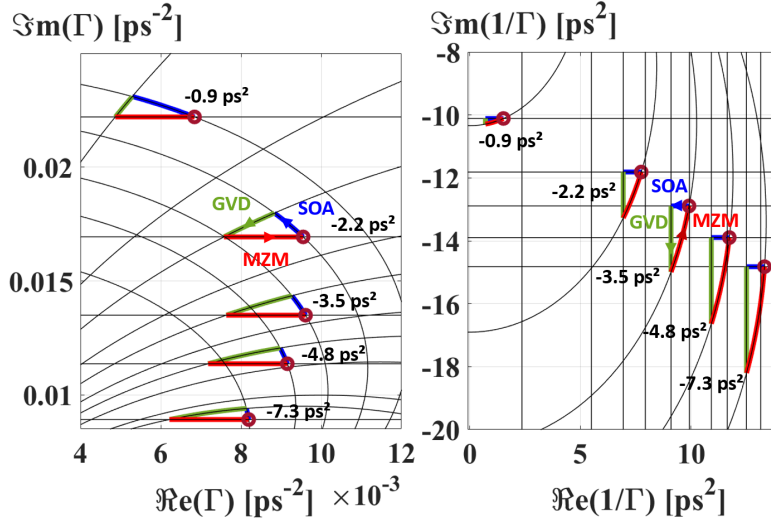 ℑm(Γ) [ps⁻²]
0.02
0.015
0.01
4 6 8 10 12
ℜe(Γ) [ps⁻²] ×10⁻³
-0.9 ps²
GVD
SOA
-2.2 ps²
MZM
-3.5 ps²
-4.8 ps²
-7.3 ps²
ℑm(1/Γ) [ps²]
-8
-10
-12
-14
-16
-18
-20
0 5 10
ℜe(1/Γ) [ps²]
-0.9 ps²
-2.2 ps²
SOA
GVD
MZM
-3.5 ps²
-4.8 ps²
-7.3 ps²